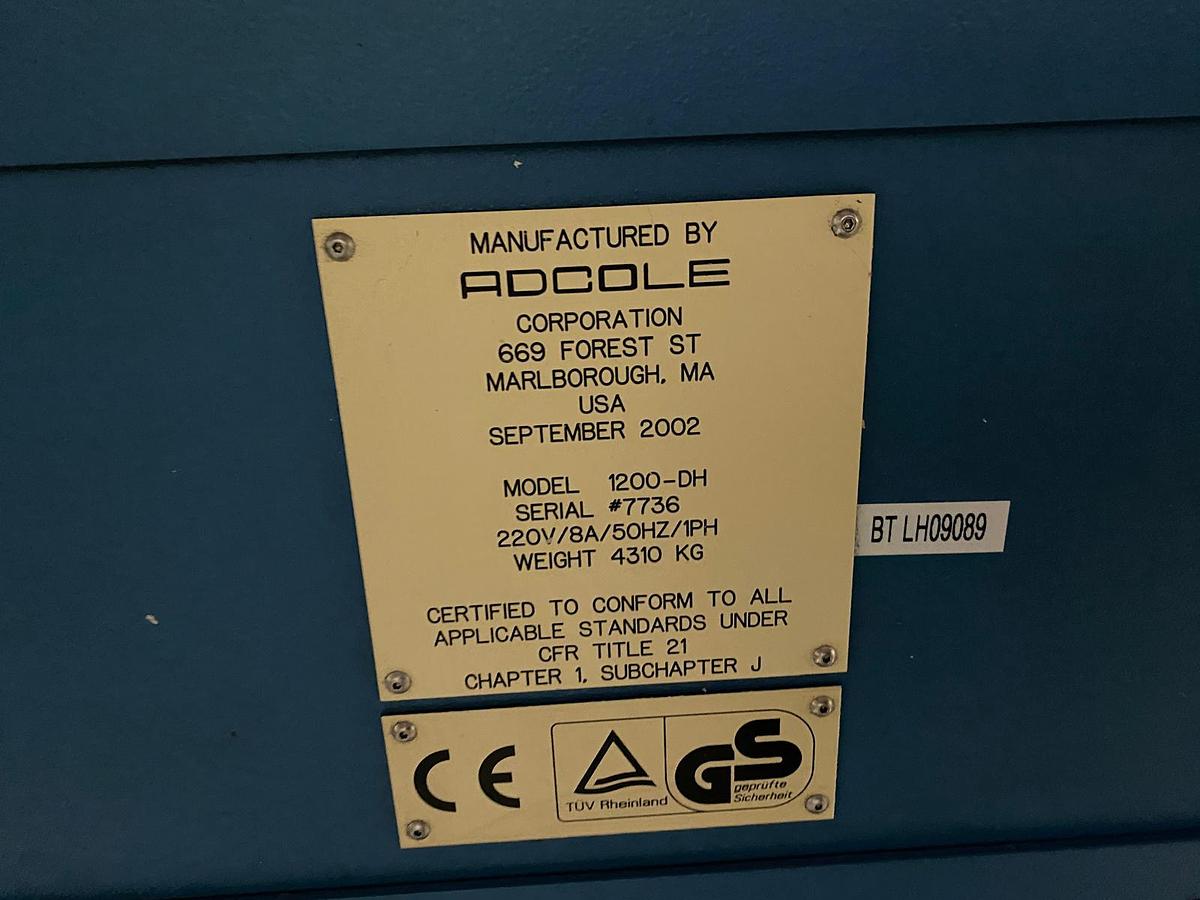 MANUFACTURED BY
ADCOLE
CORPORATION
669 FOREST ST
MARLBOROUGH, MA
USA
SEPTEMBER 2002
MODEL 1200-DH
SERIAL #7736
220V/8A/50HZ/1PH
WEIGHT 4310 KG
BT LH09089
CERTIFIED TO CONFORM TO ALL
APPLICABLE STANDARDS UNDER
CFR TITLE 21
CHAPTER 1, SUBCHAPTER J
CE
TÜV Rheinland
GS
geprüfte
Sicherheit